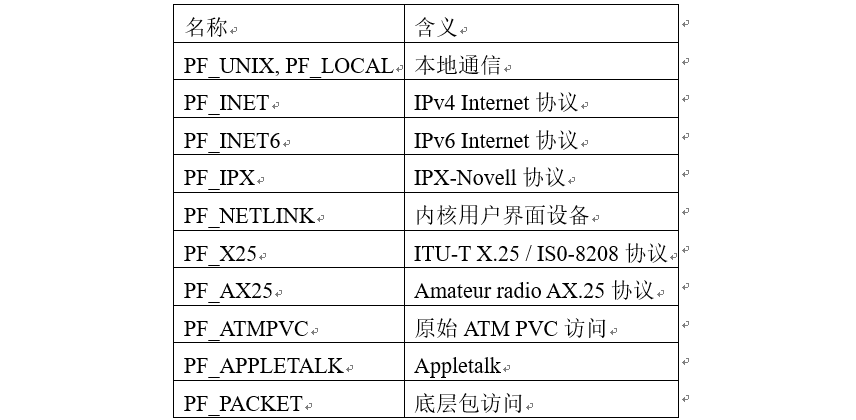 名称 含义
PF_UNIX, PF_LOCAL 本地通信
PF_INET IPv4 Internet 协议
PF_INET6 IPv6 Internet 协议
PF_IPX IPX-Novell 协议
PF_NETLINK 内核用户界面设备
PF_X25 ITU-T X.25 / IS0-8208 协议
PF_AX25 Amateur radio AX.25 协议
PF_ATMPVC 原始 ATM PVC 访问
PF_APPLETALK Appletalk
PF_PACKET 底层包访问